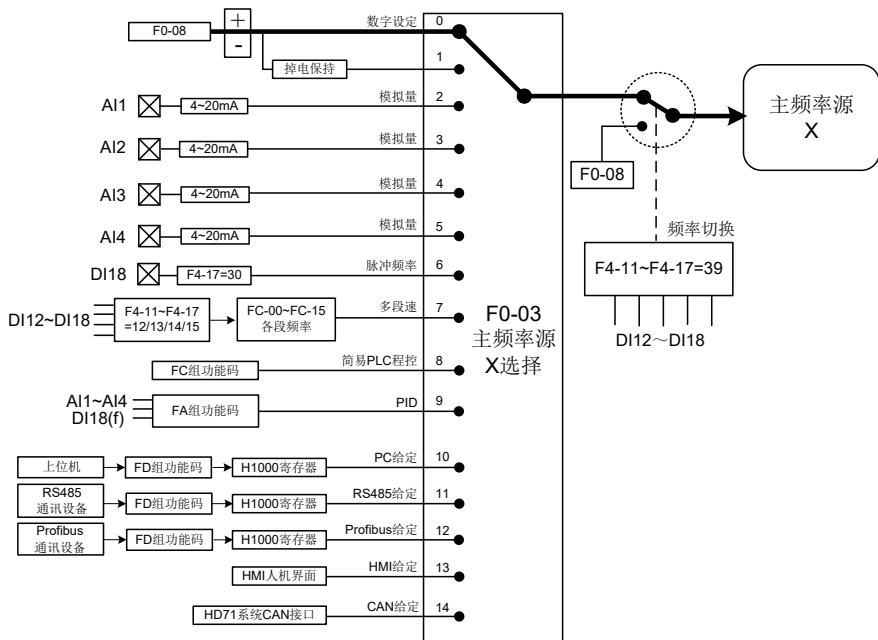 F0-08
+
-
数字设定
0
掉电保持
1
AI1
4~20mA
模拟量
2
AI2
4~20mA
模拟量
3
AI3
4~20mA
模拟量
4
AI4
4~20mA
模拟量
5
DI18
F4-17=30
脉冲频率
6
DI12~DI18
F4-11~F4-17
=12/13/14/15
FC-00~FC-15
各段频率
多段速
7
FC组功能码
简易PLC程控
8
AI1~AI4
DI18(f)
FA组功能码
PID
9
上位机
FD组功能码
H1000寄存器
PC给定
10
RS485
通讯设备
FD组功能码
H1000寄存器
RS485给定
11
Profibus
通讯设备
FD组功能码
H1000寄存器
Profibus给定
12
HMI人机界面
HMI给定
13
HD71系统CAN接口
CAN给定
14
F0-03
主频率源
X选择
F0-08
频率切换
F4-11~F4-17=39
DI12～DI18
主频率源
X